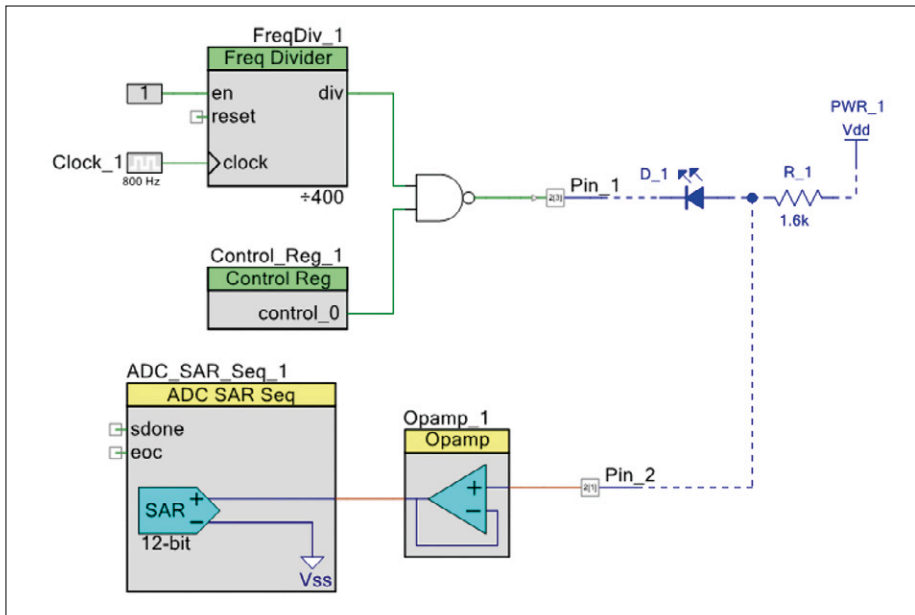 FreqDiv_1
Freq Divider
1
en
div
reset
Clock_1
800 Hz
clock
÷400
Pin_1
2[3]
D_1
R_1
1.6k
PWR_1
Vdd
Control_Reg_1
Control Reg
control_0
ADC_SAR_Seq_1
ADC SAR Seq
sdone
eoc
SAR
+
-
12-bit
Vss
Opamp_1
Opamp
+
-
Pin_2
2[1]